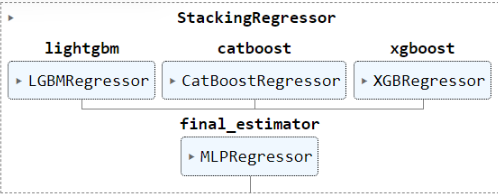 StackingRegressor
lightgbm catboost xgboost
LGBMRegressor CatBoostRegressor XGBRegressor
final_estimator
MLPRegressor